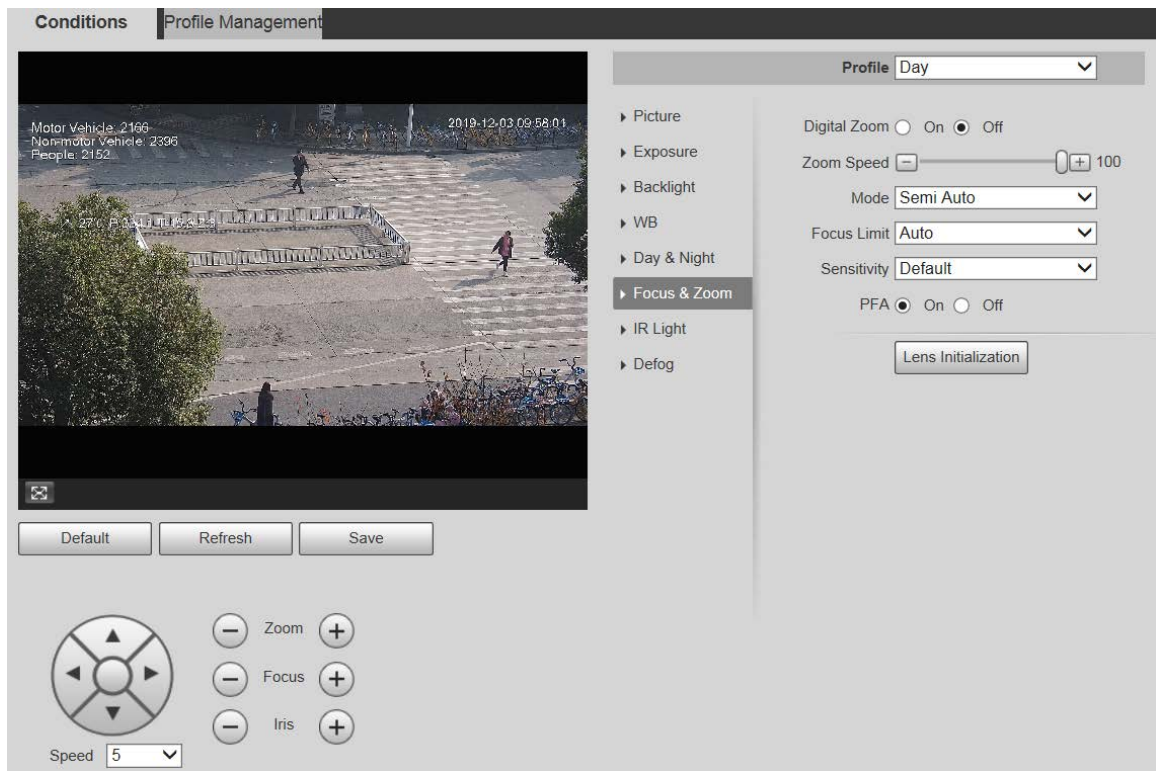 Conditions
Profile Management
Motor Vehicle: 2166
Non-motor Vehicle: 2396
People: 2152
2019-12-03 09:56:01
Default
Refresh
Save
Zoom
Focus
Iris
Speed 5
Profile Day
Picture
Exposure
Backlight
WB
Day & Night
Focus & Zoom
IR Light
Defog
Digital Zoom On Off
Zoom Speed 100
Mode Semi Auto
Focus Limit Auto
Sensitivity Default
PFA On Off
Lens Initialization